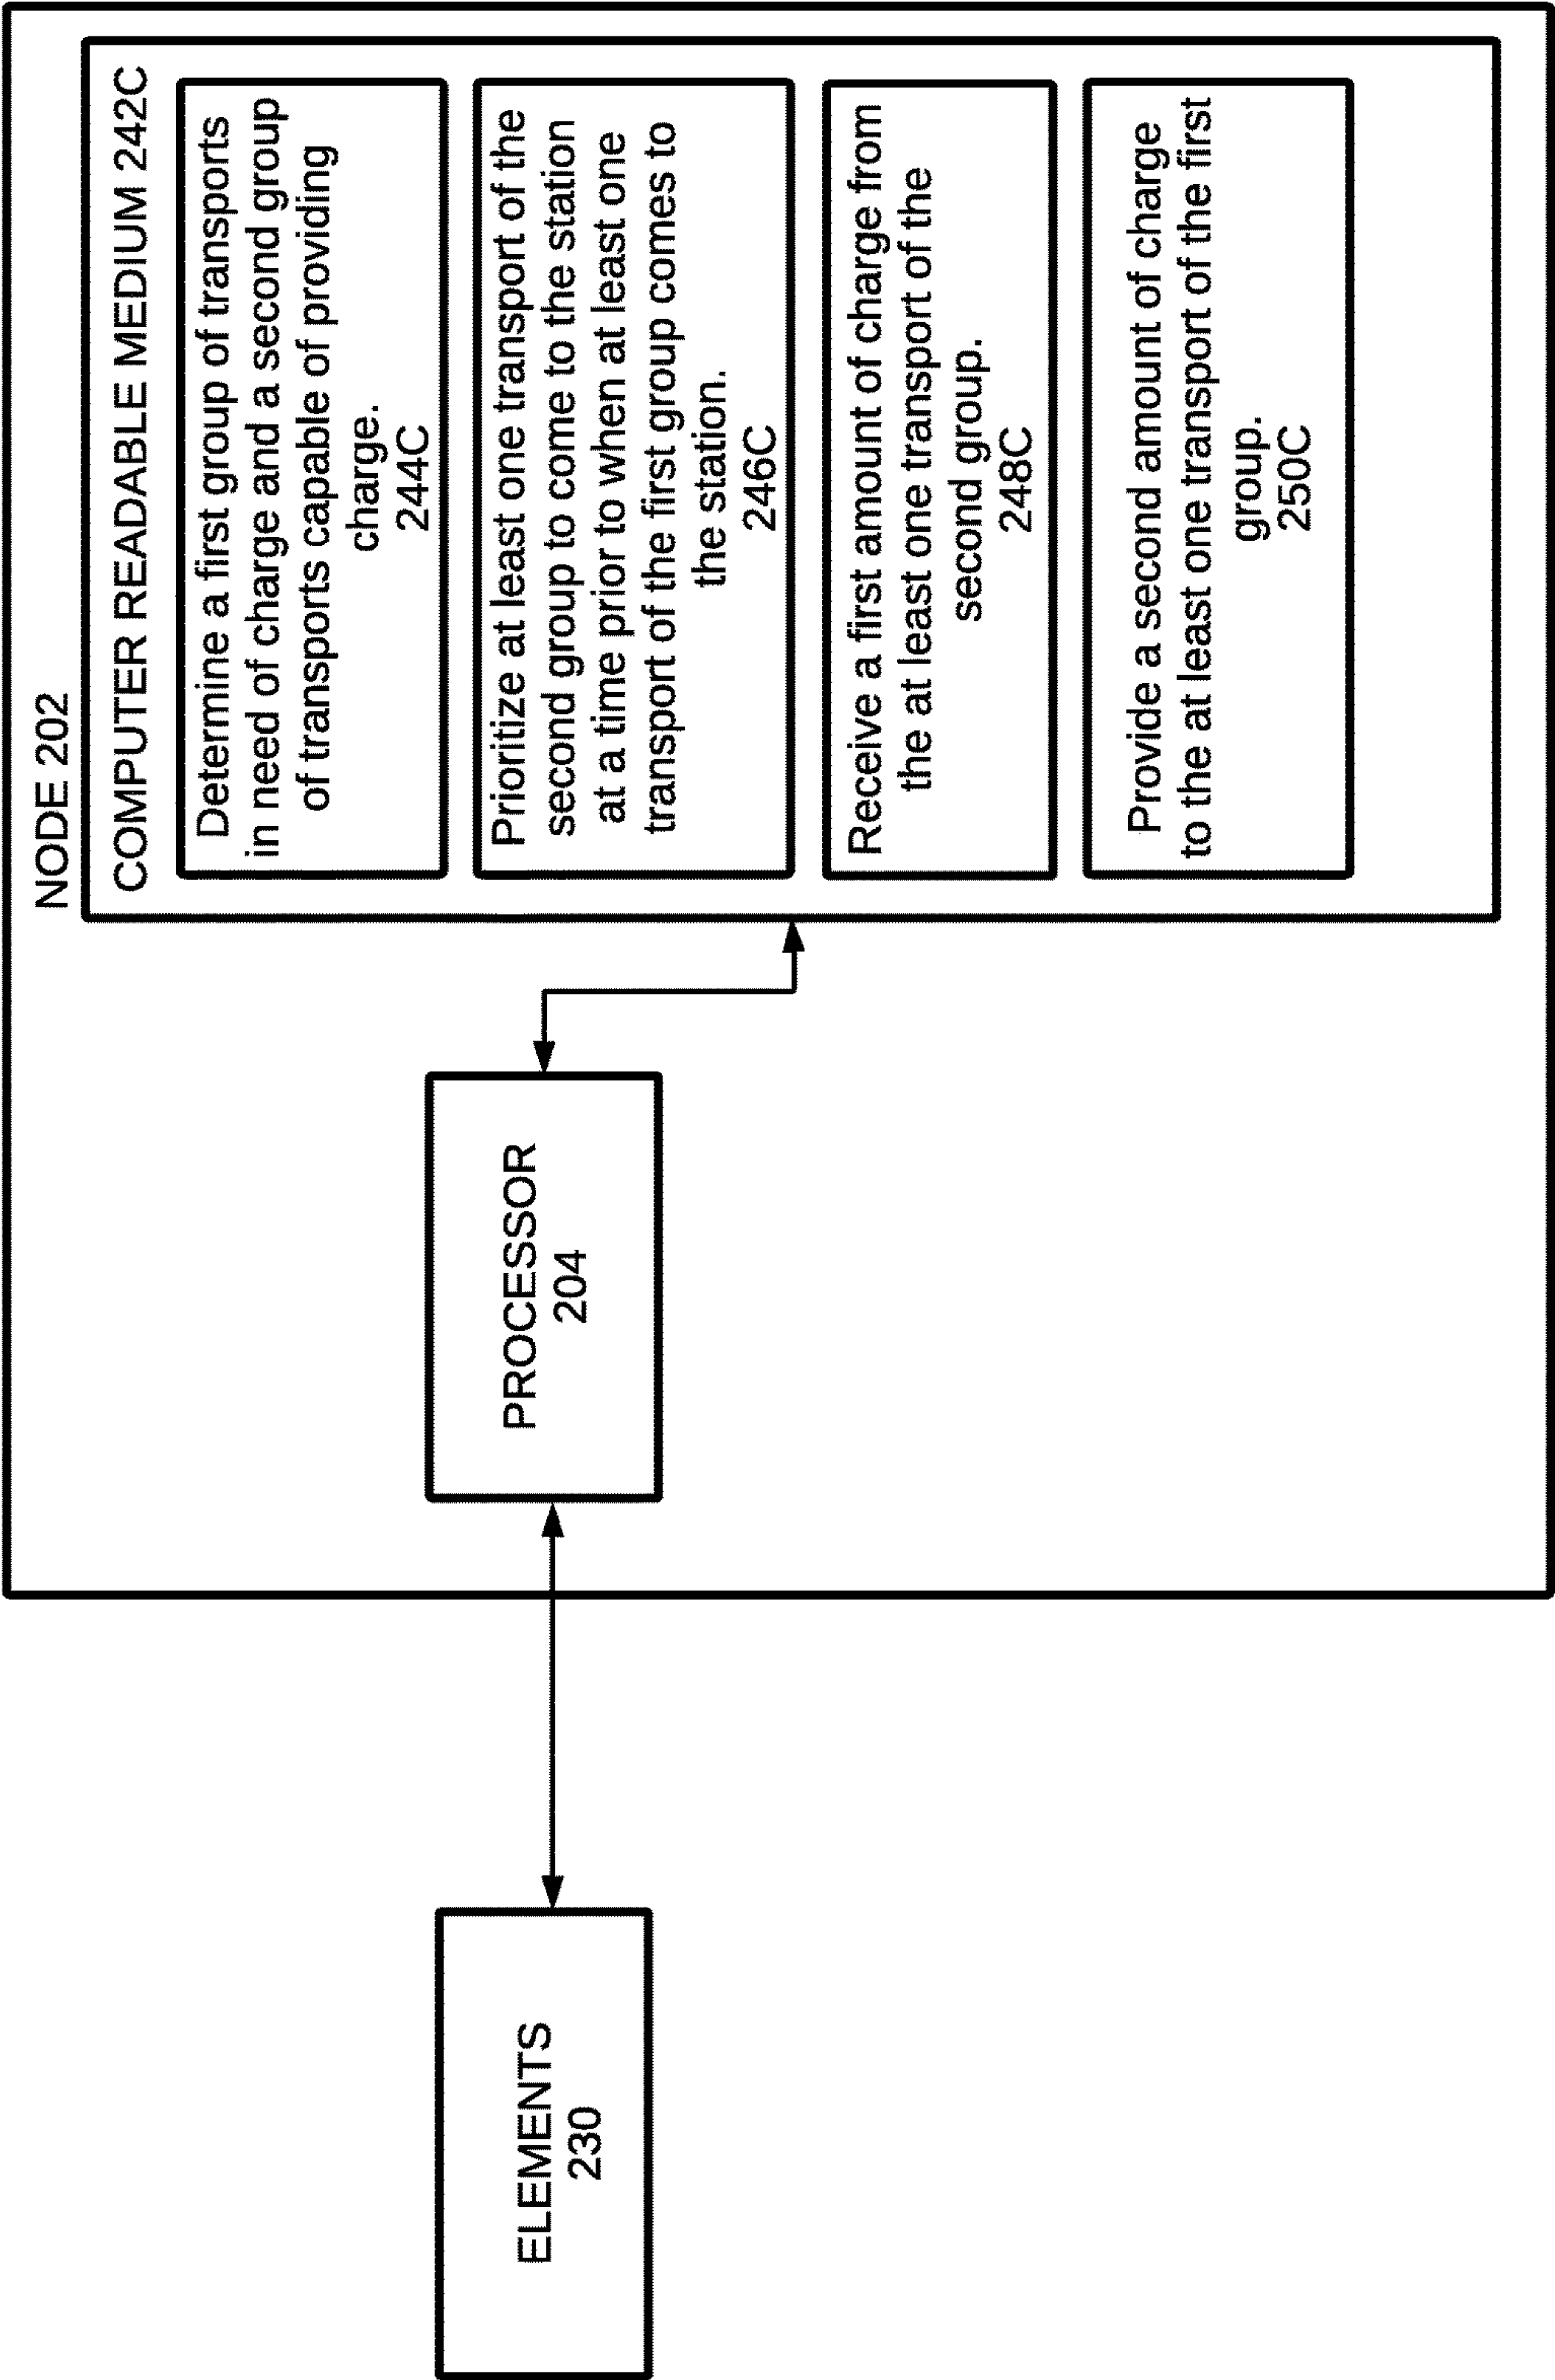 NODE 202
COMPUTER READABLE MEDIUM 242C
Determine a first group of transports
in need of charge and a second group
of transports capable of providing
charge.
244C
Prioritize at least one transport of the
second group to come to the station
at a time prior to when at least one
transport of the first group comes to
the station.
246C
Receive a first amount of charge from
the at least one transport of the
second group.
248C
Provide a second amount of charge
to the at least one transport of the first
group.
250C
PROCESSOR
204
ELEMENTS
230